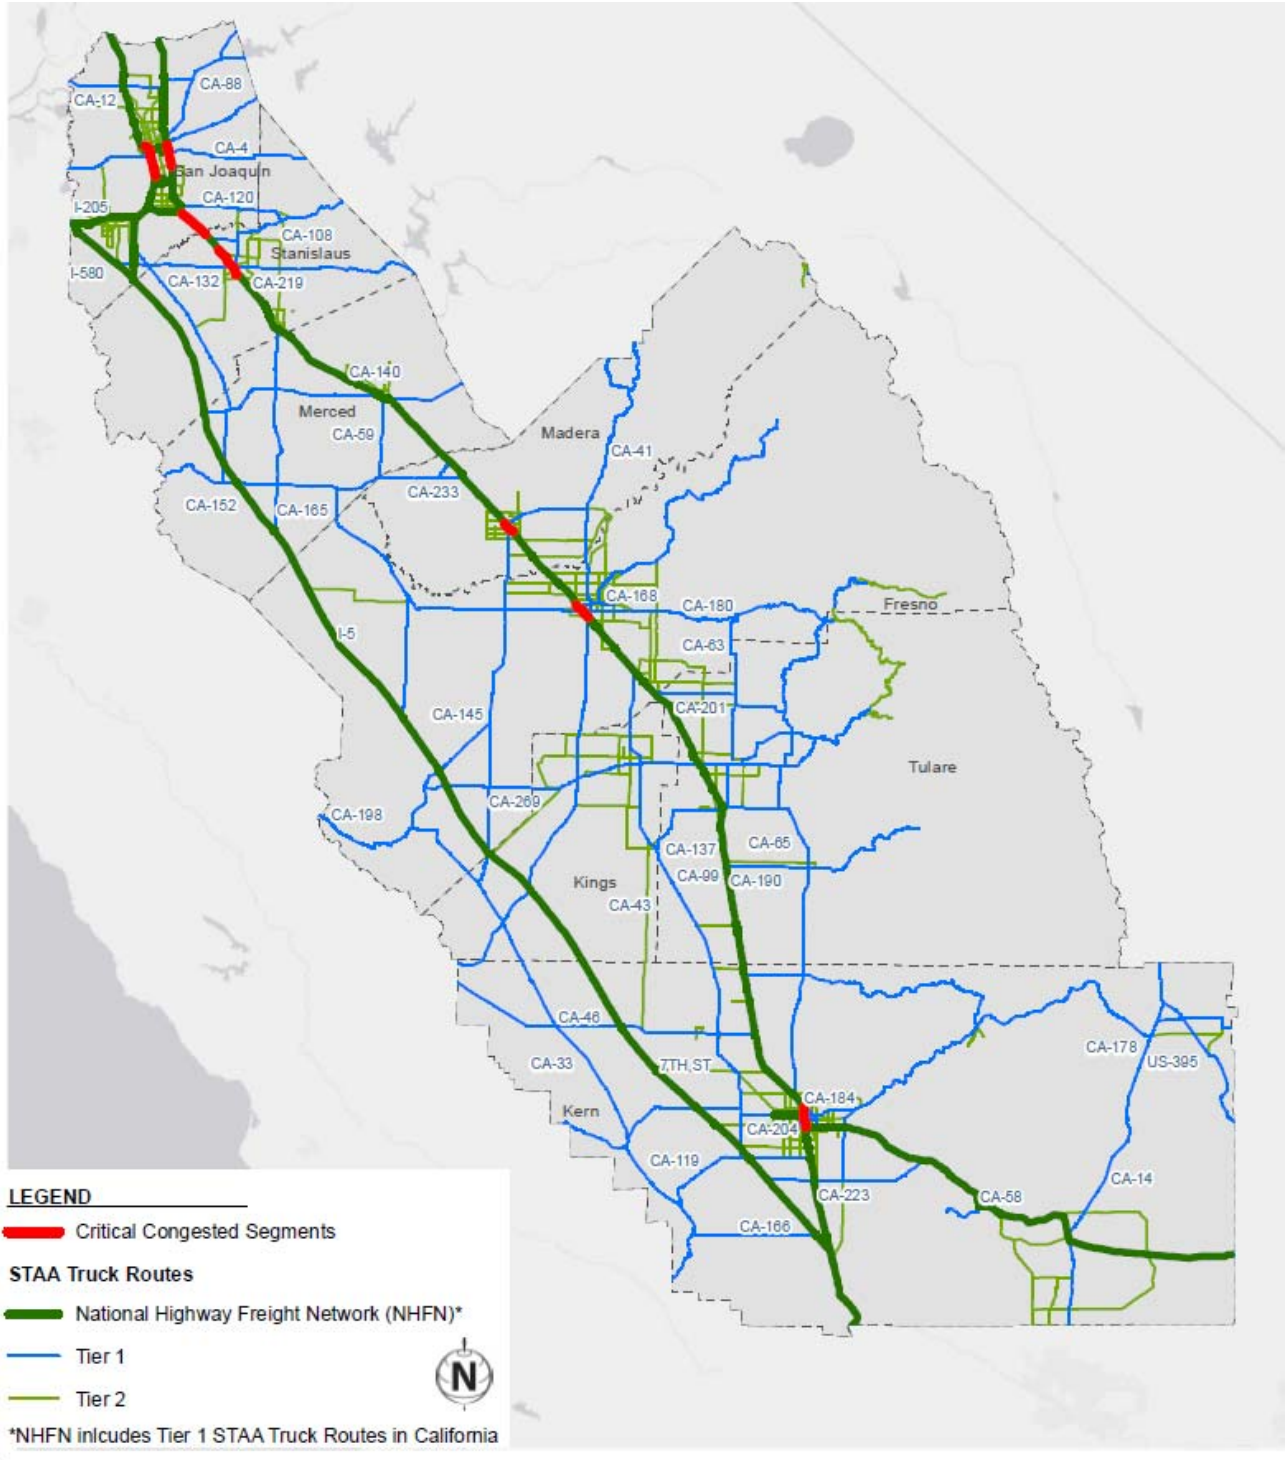 CA-88
CA-12
CA-4
San Joaquin
CA-120
I-205
CA-108
Stanislaus
I-580
CA-132
CA-219
CA-140
Merced
CA-59
Madera
CA-41
CA-233
CA-152
CA-165
CA-168
CA-180
Fresno
I-5
CA-63
CA-145
CA-201
Tulare
CA-269
CA-198
CA-137
CA-65
CA-99
CA-190
Kings
CA-43
CA-46
CA-178
US-395
CA-33
7TH ST
Kern
CA-184
CA-204
CA-119
CA-14
CA-223
CA-58
CA-166
LEGEND
Critical Congested Segments
STAA Truck Routes
National Highway Freight Network (NHFN)*
Tier 1
Tier 2
N
*NHFN inlcudes Tier 1 STAA Truck Routes in California